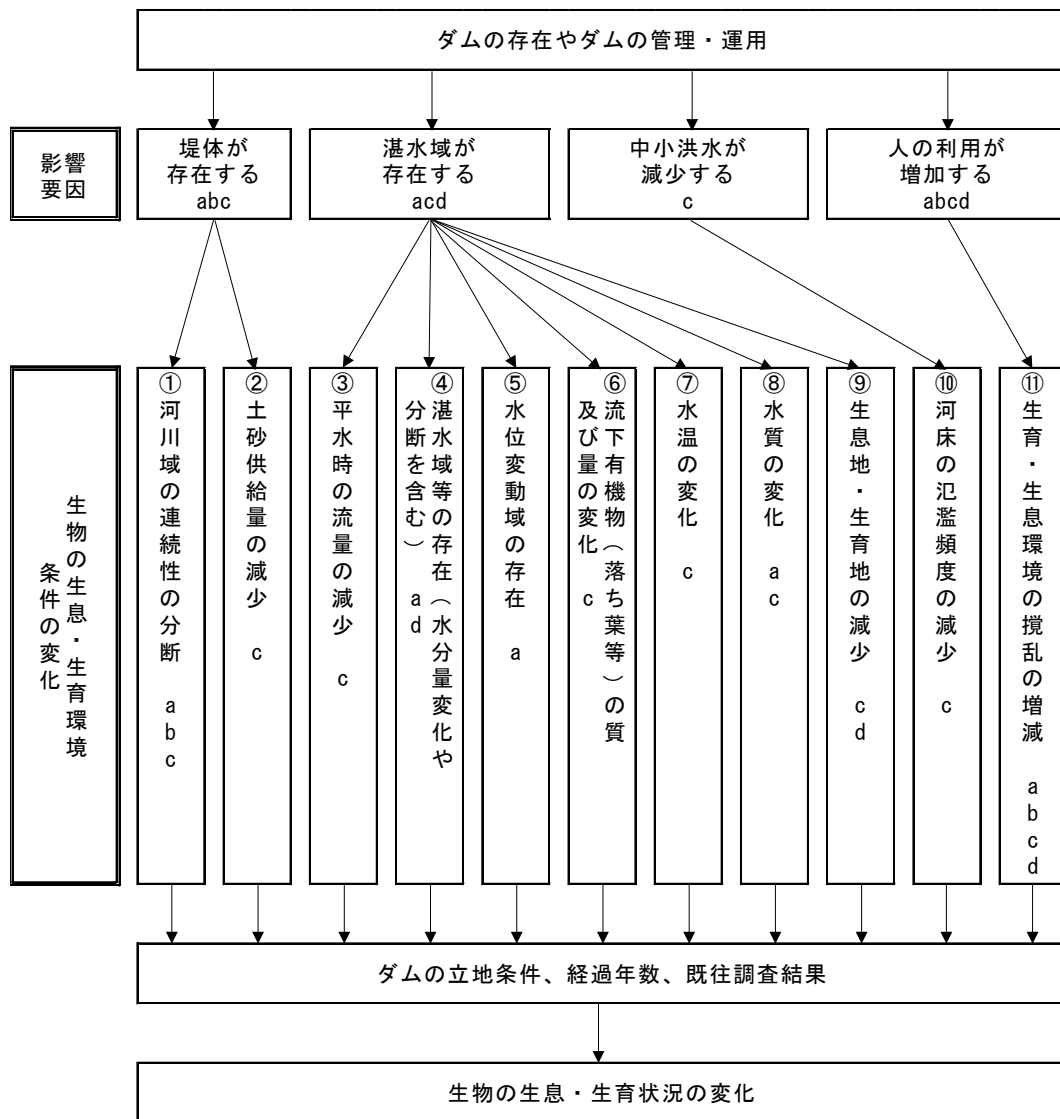 ダムの存在やダムの管理・運用
影響
要因
堤体が
存在する
abc
湛水域が
存在する
acd
中小洪水が
減少する
c
人の利用が
増加する
abcd
生物の生息・生育環境
条件の変化
①河川域の連続性の分断 abc
②土砂供給量の減少 c
③平水時の流量の減少 c
④湛水域等の存在（水分量変化や
分断を含む） ad
⑤水位変動域の存在 a
⑥流下有機物（落ち葉等）の質
及び量の変化 c
⑦水温の変化 c
⑧水質の変化 ac
⑨生息地・生育地の減少 cd
⑩河床の氾濫頻度の減少 c
⑪生育・生息環境の撹乱の増減 abcd
ダムの立地条件、経過年数、既往調査結果
生物の生息・生育状況の変化